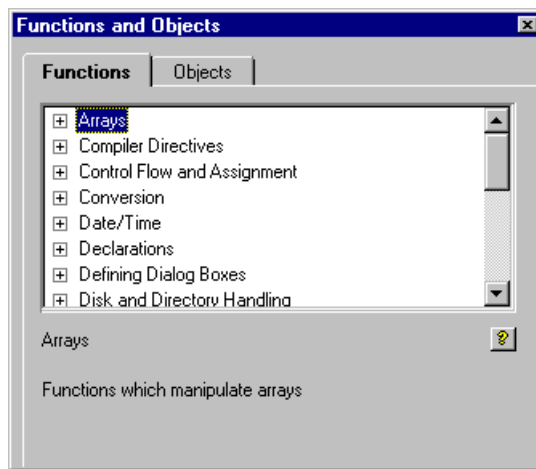 Functions and Objects
Functions
Objects
Arrays
Compiler Directives
Control Flow and Assignment
Conversion
Date/Time
Declarations
Defining Dialog Boxes
Disk and Directory Handling
Arrays
?
Functions which manipulate arrays